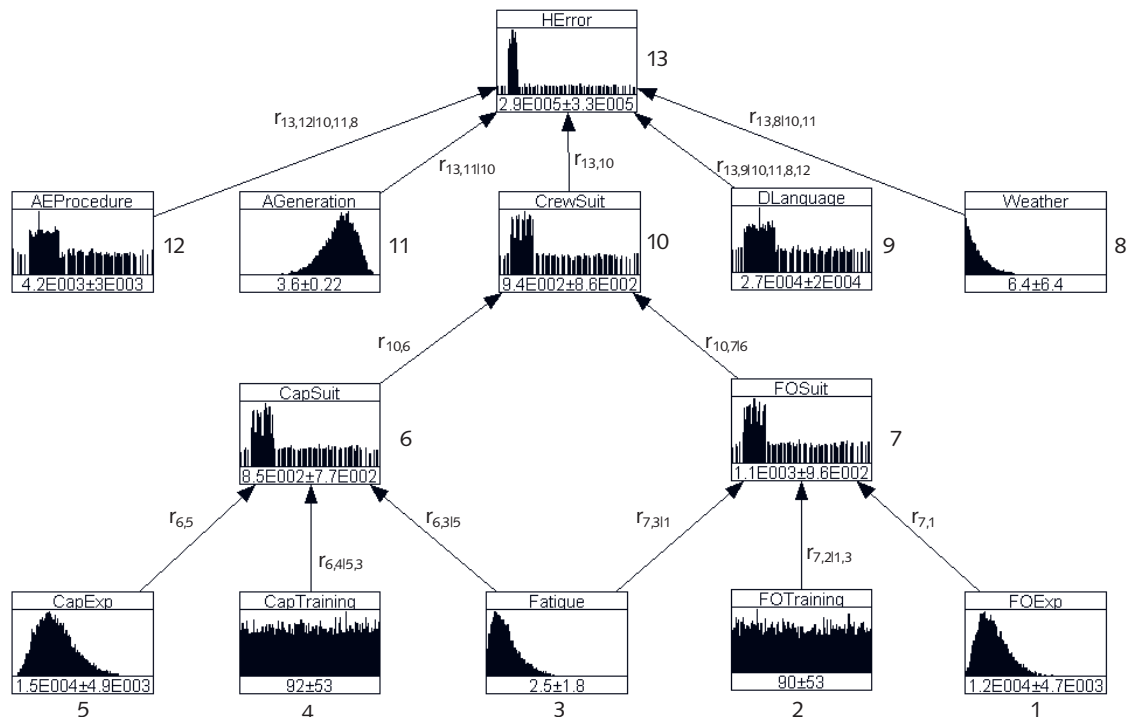 HError
2.9E005±3.3E005
13
r13,12|10,11,8
r13,11|10
r13,10
r13,9|10,11,8,12
r13,8|10,11
AEProcedure
4.2E003±3E003
12
AGeneration
3.6±0.22
11
CrewSuit
9.4E002±8.6E002
10
DLanguage
2.7E004±2E004
9
Weather
6.4±6.4
8
r10,6
r10,7|6
CapSuit
8.5E002±7.7E002
6
FOSuit
1.1E003±9.6E002
7
r6,5
r6,4|5,3
r6,3|5
r7,3|1
r7,2|1,3
r7,1
CapExp
1.5E004±4.9E003
5
CapTraining
92±53
4
Fatigue
2.5±1.8
3
FOTraining
90±53
2
FOExp
1.2E004±4.7E003
1